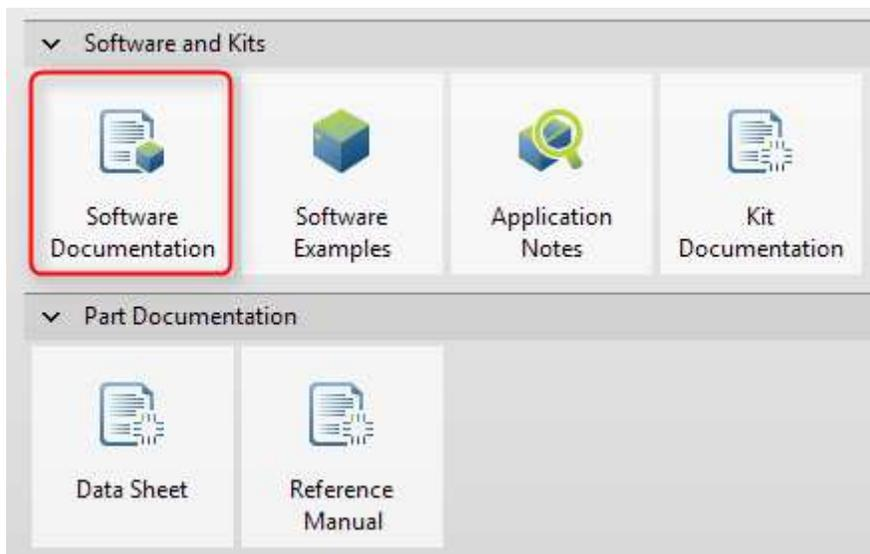 Software and Kits
Software
Documentation
Software
Examples
Application
Notes
Kit
Documentation
Part Documentation
Data Sheet
Reference
Manual